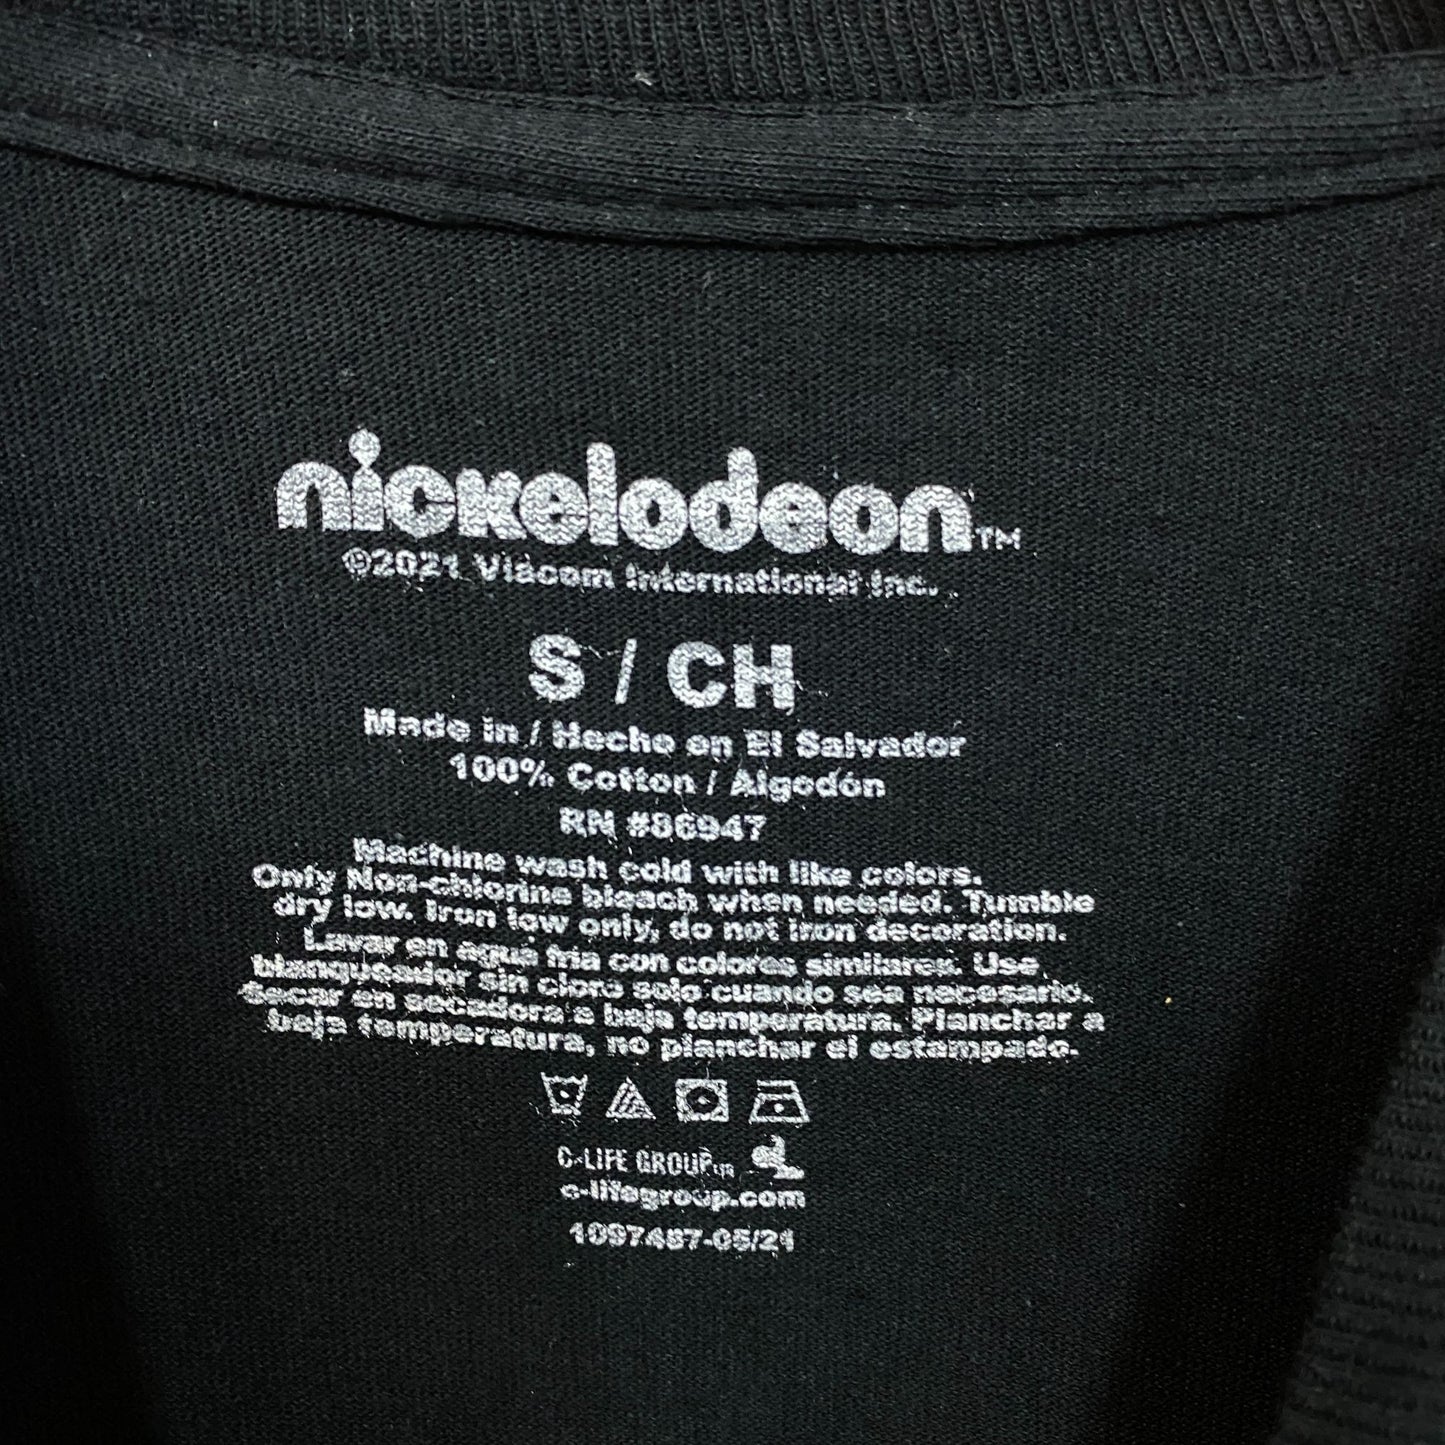 nickelodeon™
©2021 Viacom International Inc.
S / CH
Made in / Hecho en El Salvador
100% Cotton / Algodón
RN #86947
Machine wash cold with like colors.
Only Non-chlorine bleach when needed. Tumble
dry low. Iron low only, do not iron decoration.
Lavar en agua fria con colores similares. Use
blanqueador sin cloro solo cuando sea necesario.
Secar en secadora a baja temperatura. Planchar a
baja temperatura, no planchar el estampado.
C-LIFE GROUP
c-lifegroup.com
1097487-05/21